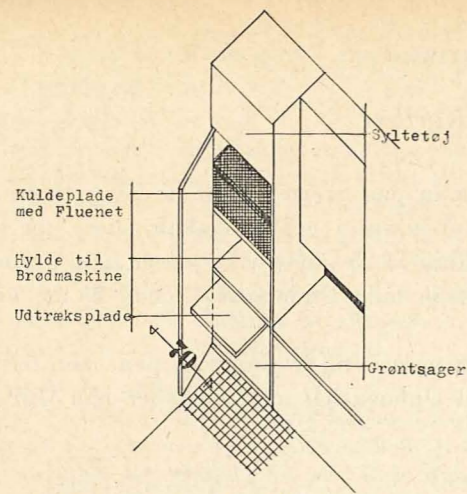 Syltetøj
Kuldeplade
med Fluenet
Hylde til
Brødmaskine
Udtræksplade
70
Grøntsager